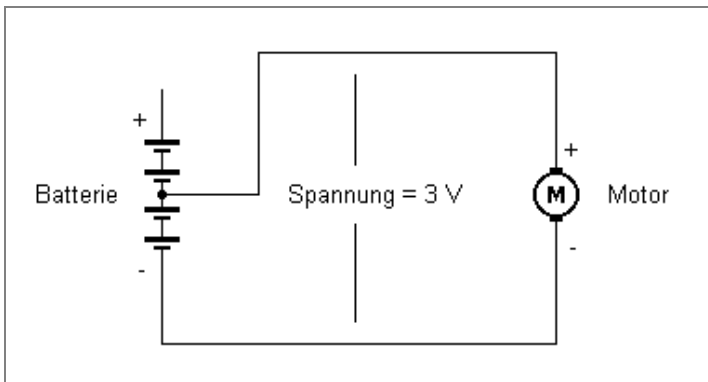 +
Batterie
-
Spannung = 3 V
+
M
Motor
-